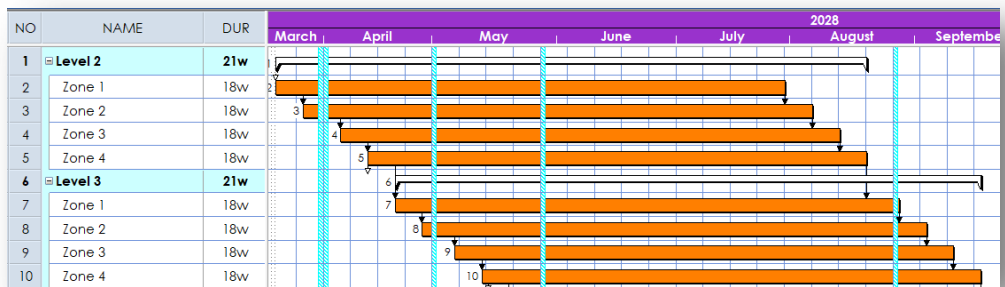 2028
NO NAME DUR March April May June July August Septembe
1 Level 2 21w
2 Zone 1 18w 2
3 Zone 2 18w 3
4 Zone 3 18w 4
5 Zone 4 18w 5
6 Level 3 21w 6
7 Zone 1 18w 7
8 Zone 2 18w 8
9 Zone 3 18w 9
10 Zone 4 18w 10